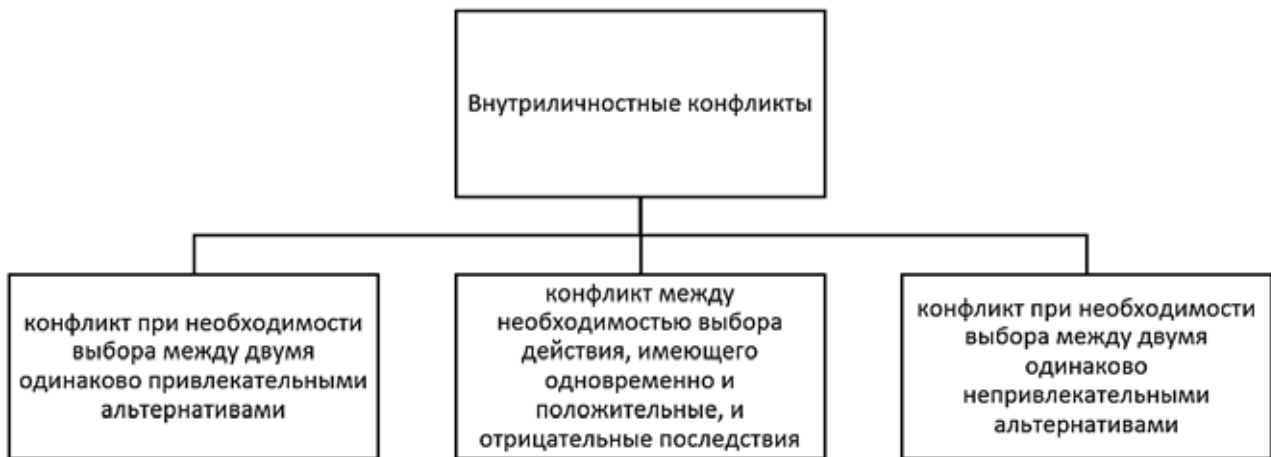 Внутриличностные конфликты
конфликт при необходимости
выбора между двумя
одинаково привлекательными
альтернативами
конфликт между
необходимостью выбора
действия, имеющего
одновременно и
положительные, и
отрицательные последствия
конфликт при необходимости
выбора между двумя
одинаково
непривлекательными
альтернативами